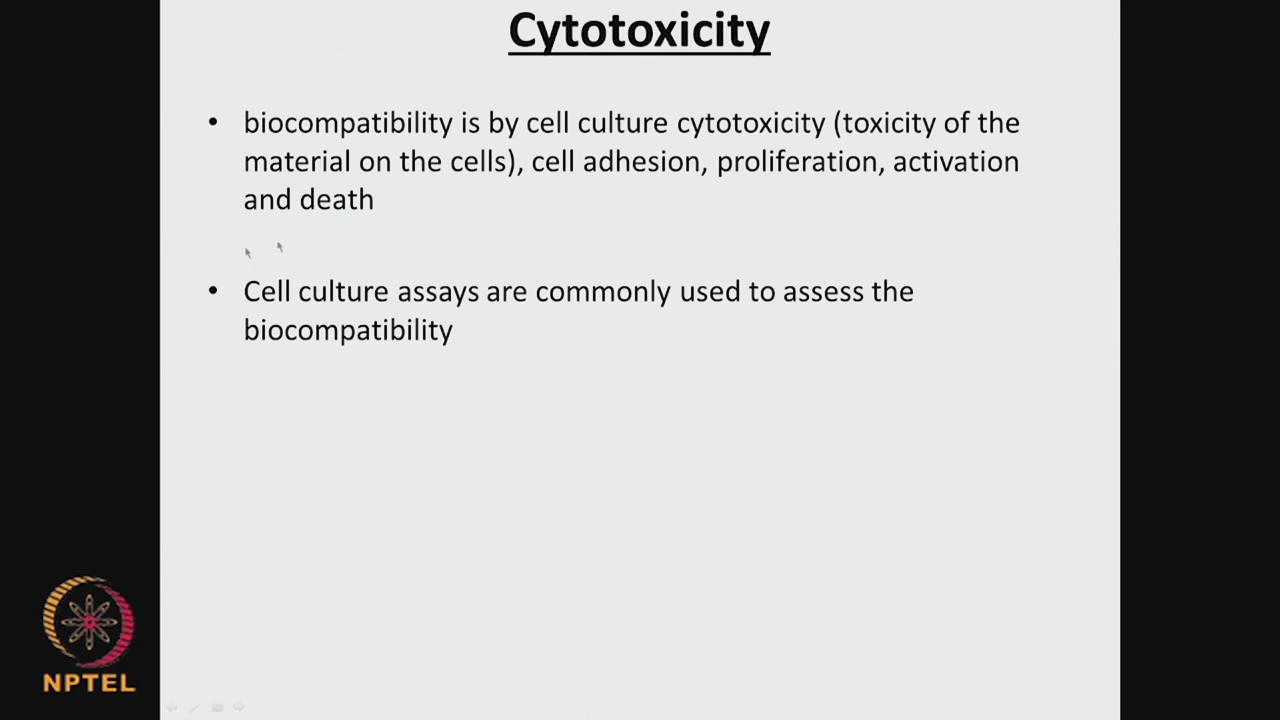 Cytotoxicity
• biocompatibility is by cell culture cytotoxicity (toxicity of the
material on the cells), cell adhesion, proliferation, activation
and death
• Cell culture assays are commonly used to assess the
biocompatibility
NPTEL